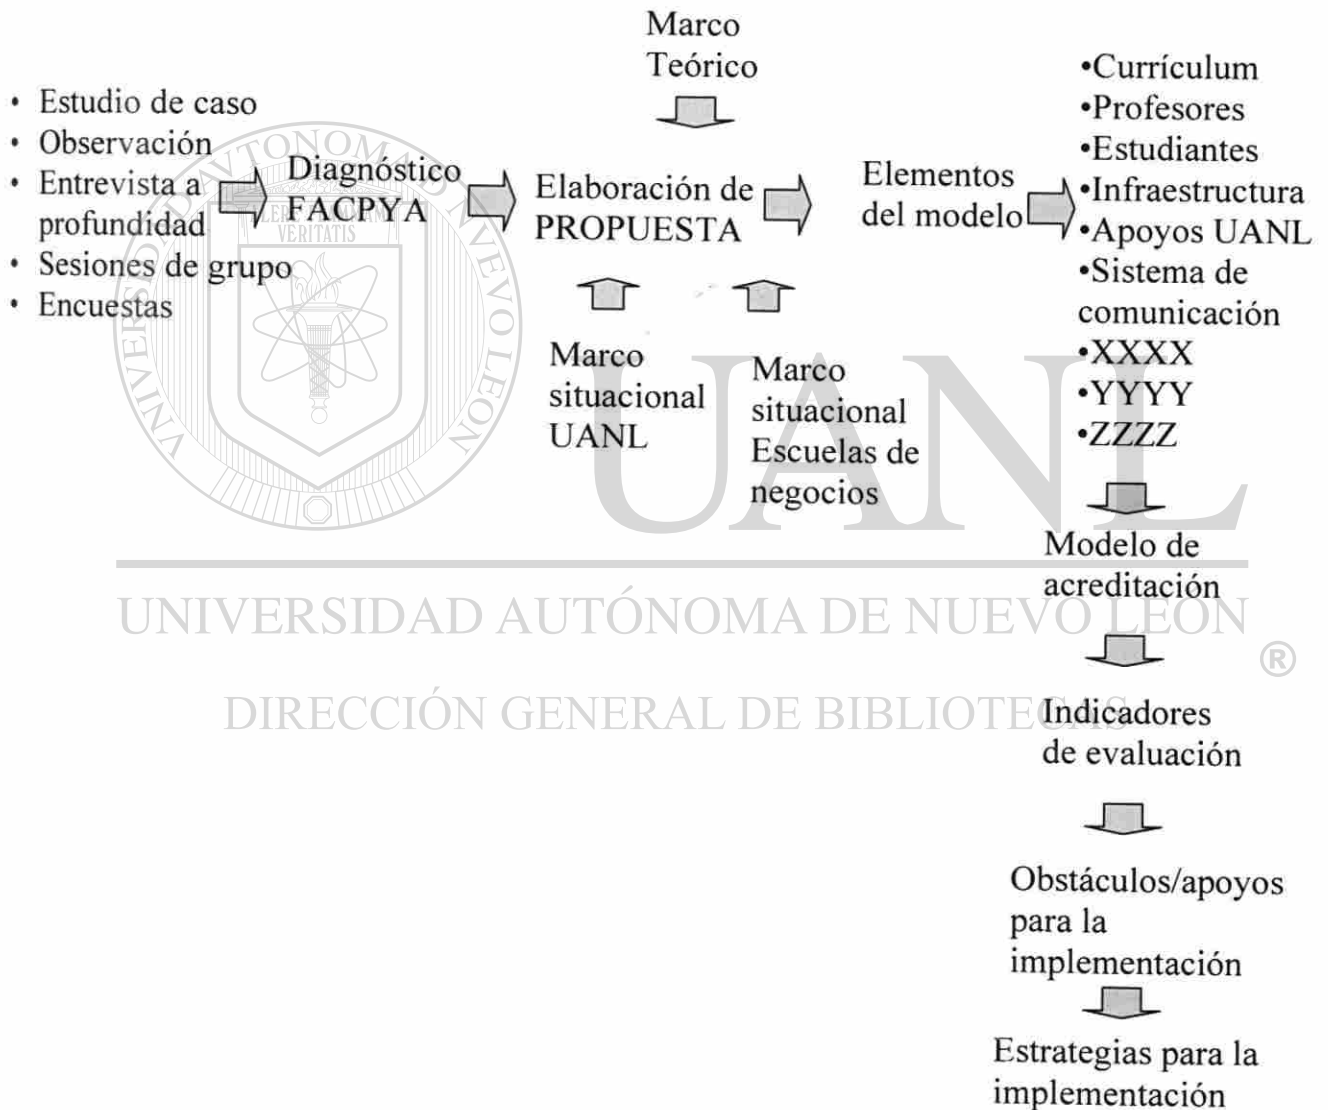 Marco
Teórico
• Estudio de caso
• Observación
• Entrevista a
profundidad
• Sesiones de grupo
• Encuestas
Diagnóstico
FACPYA
Elaboración de
PROPUESTA
Elementos
del modelo
•Currículum
•Profesores
•Estudiantes
•Infraestructura
•Apoyos UANL
•Sistema de
comunicación
•XXXX
•YYYY
•ZZZZ
Marco
situacional
UANL
Marco
situacional
Escuelas de
negocios
Modelo de
acreditación
Indicadores
de evaluación
Obstáculos/apoyos
para la
implementación
Estrategias para la
implementación
VERITATIS
UANL
UNIVERSIDAD AUTÓNOMA DE NUEVO LEÓN
®
DIRECCIÓN GENERAL DE BIBLIOTECAS